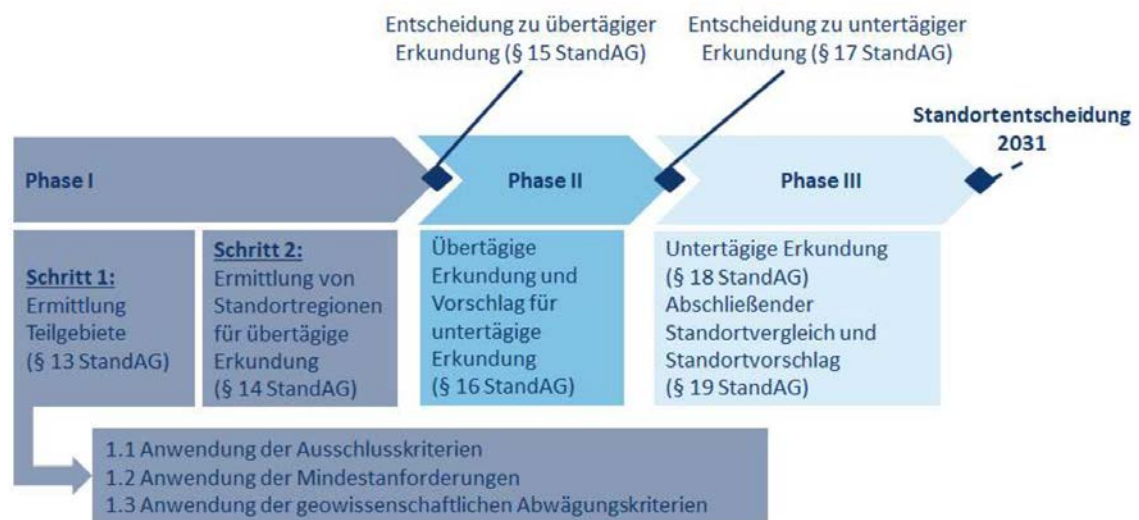 Entscheidung zu übertägiger
Erkundung (§ 15 StandAG)
Entscheidung zu untertägiger
Erkundung (§ 17 StandAG)
Standortentscheidung
2031
Phase I
Phase II
Phase III
Schritt 1:
Ermittlung
Teilgebiete
(§ 13 StandAG)
Schritt 2:
Ermittlung von
Standortregionen
für übertägige
Erkundung
(§ 14 StandAG)
Übertägige
Erkundung und
Vorschlag für
untertägige
Erkundung
(§ 16 StandAG)
Untertägige Erkundung
(§ 18 StandAG)
Abschließender
Standortvergleich und
Standortvorschlag
(§ 19 StandAG)
1.1 Anwendung der Ausschlusskriterien
1.2 Anwendung der Mindestanforderungen
1.3 Anwendung der geowissenschaftlichen Abwägungskriterien